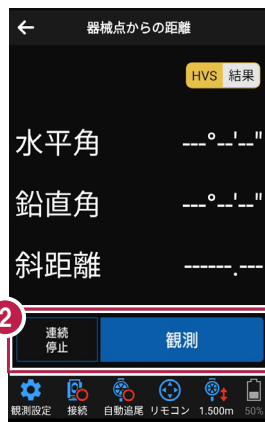 器械点からの距離
HVS 結果
水平角 ---°--'--"
鉛直角 ---°--'--"
斜距離 ------.---
2
連続
停止
観測
観測設定 接続 自動追尾 リモコン 1.500m 50%